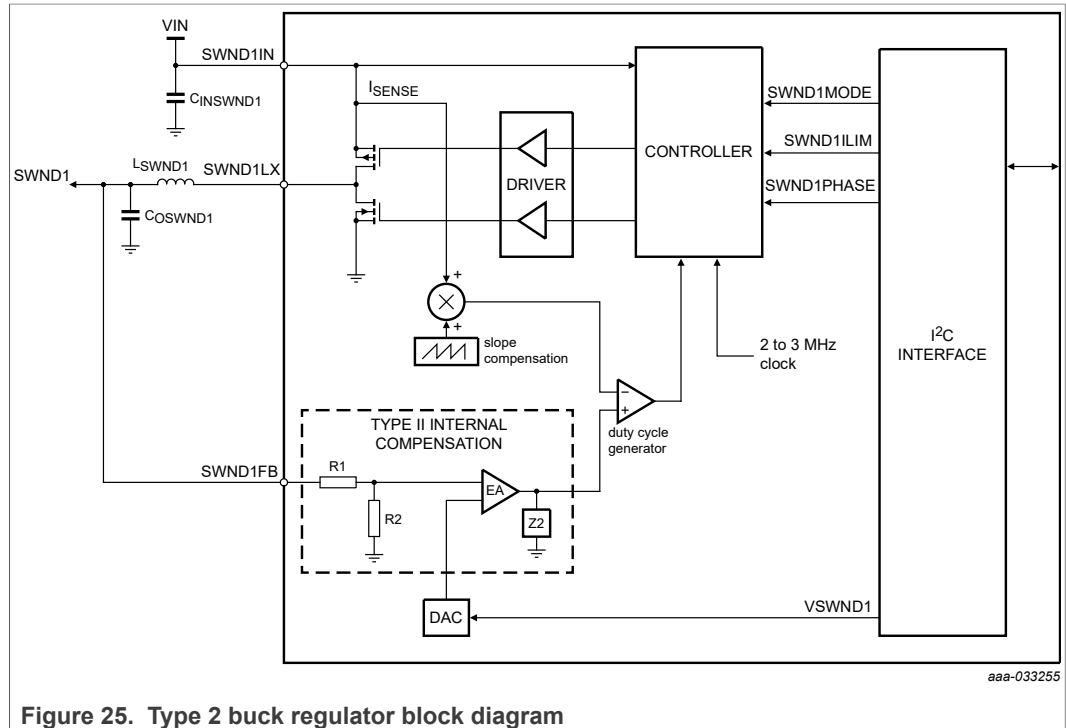 VIN
SWND1IN
CINSWND1
ISENSE
SWND1MODE
SWND1ILIM
SWND1PHASE
CONTROLLER
DRIVER
LSWND1
SWND1LX
SWND1
COSWND1
+
×
+
slope
compensation
2 to 3 MHz
clock
I2C
INTERFACE
−
+
duty cycle
generator
TYPE II INTERNAL
COMPENSATION
SWND1FB
R1
R2
EA
Z2
DAC
VSWND1
aaa-033255
Figure 25. Type 2 buck regulator block diagram